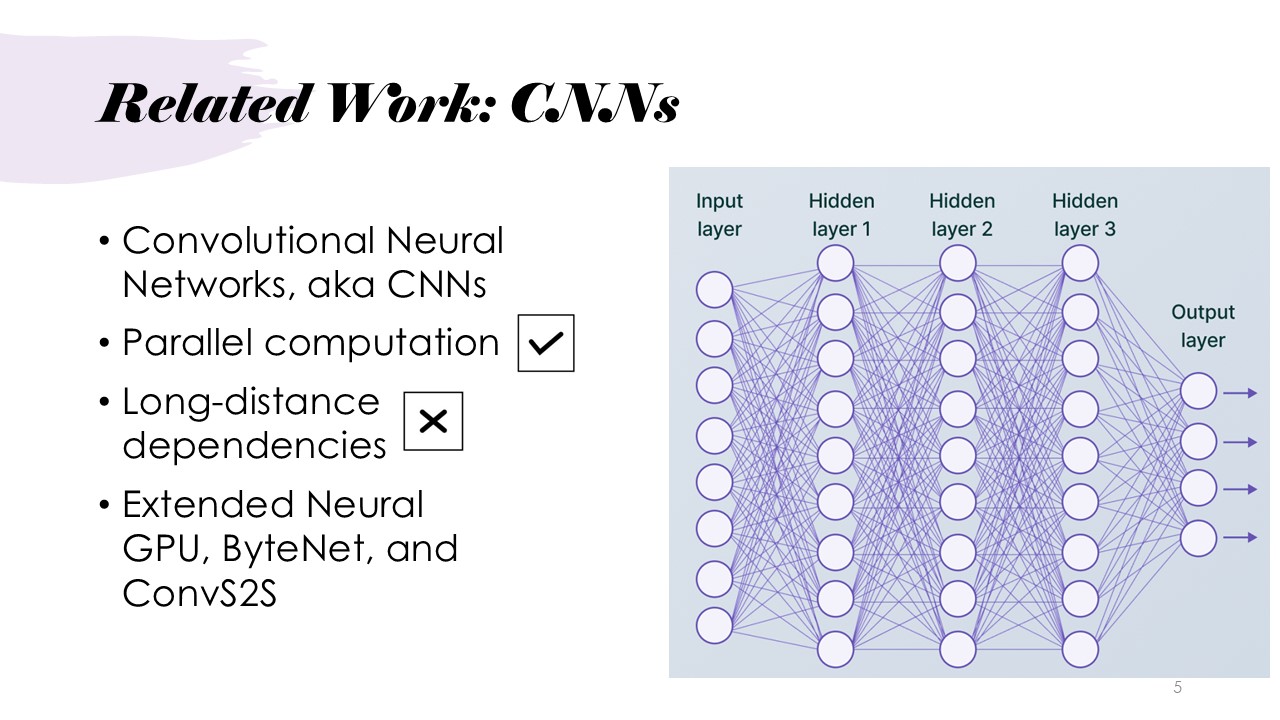 Related Work: CNNs
• Convolutional Neural
Networks, aka CNNs
• Parallel computation
• Long-distance
dependencies
• Extended Neural
GPU, ByteNet, and
ConvS2S
Input
layer
Hidden
layer 1
Hidden
layer 2
Hidden
layer 3
Output
layer
5